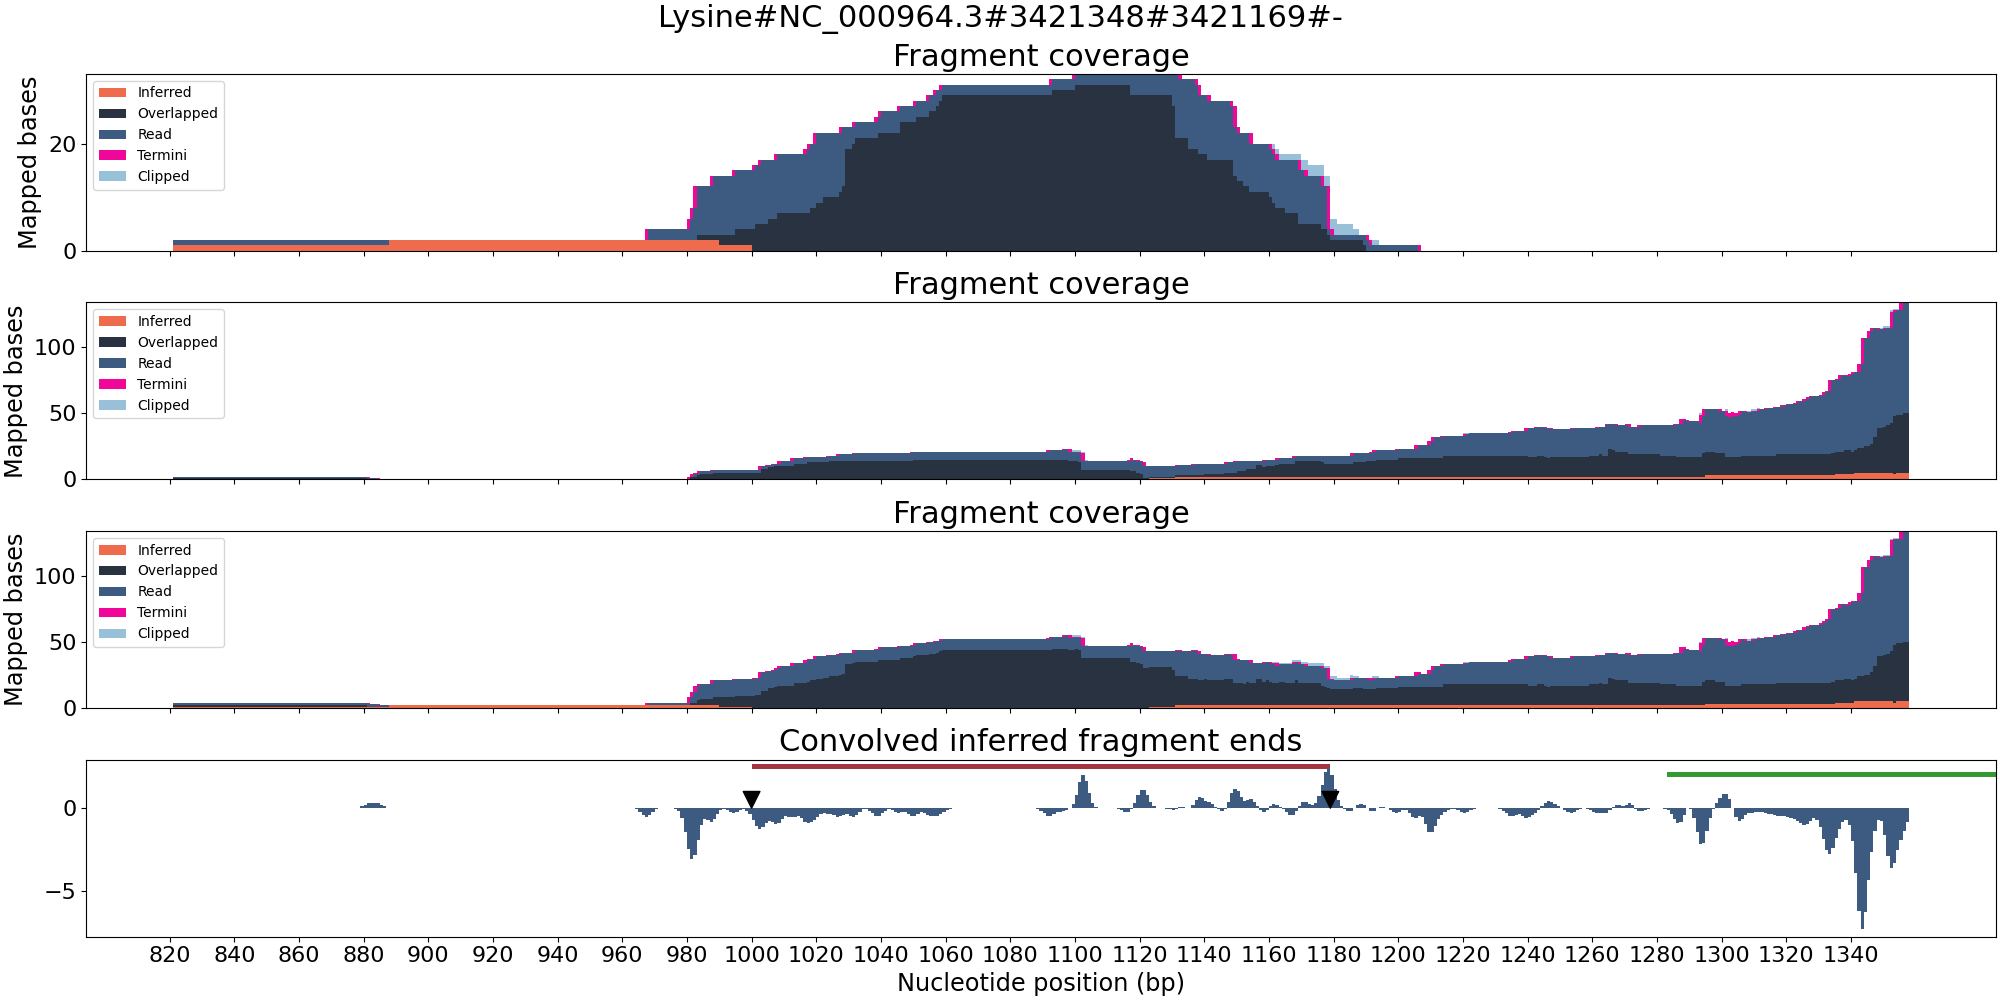 Lysine#NC_000964.3#3421348#3421169#-
Fragment coverage
Mapped bases
20
0
Inferred
Overlapped
Read
Termini
Clipped
820 840 860 880 900 920 940 960 980 1000 1020 1040 1060 1080 1100 1120 1140 1160 1180 1200 1220 1240 1260 1280 1300 1320 1340
Fragment coverage
Mapped bases
100
50
0
Inferred
Overlapped
Read
Termini
Clipped
Fragment coverage
Mapped bases
100
50
0
Inferred
Overlapped
Read
Termini
Clipped
Convolved inferred fragment ends
0
−5
Nucleotide position (bp)